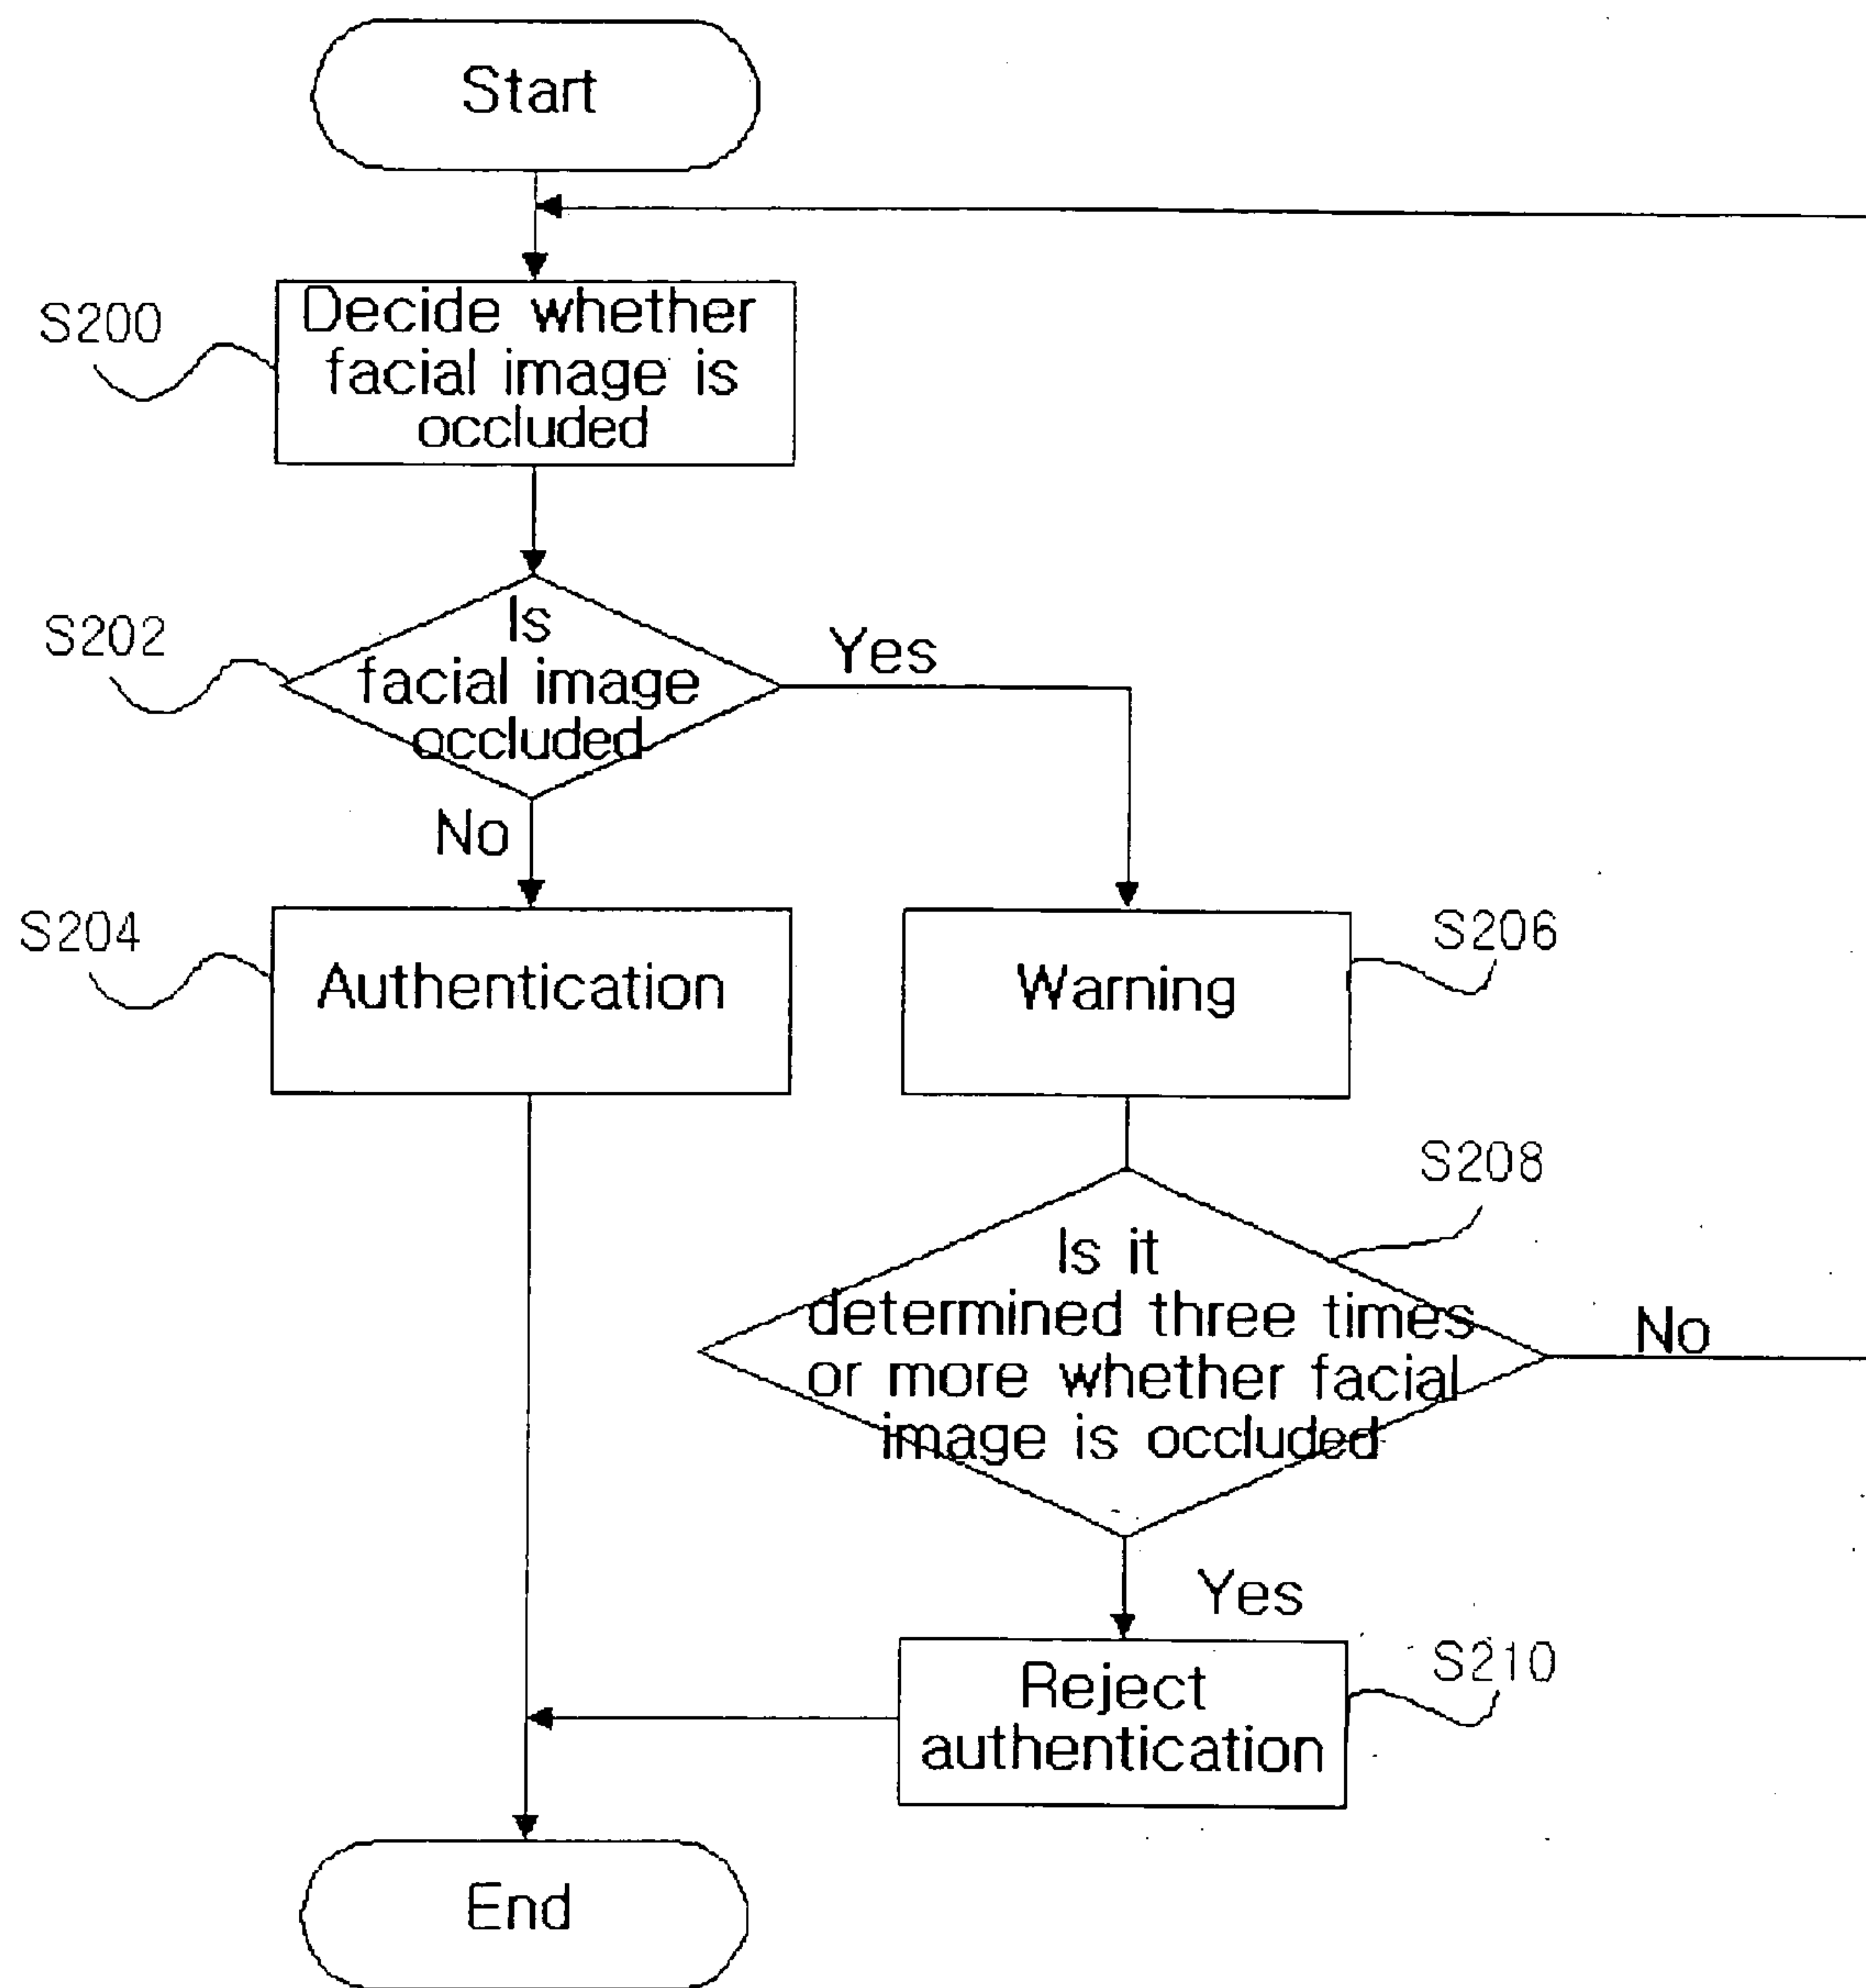 Start
S200
Decide whether
facial image is
occluded
S202
Is
facial image
occluded
Yes
No
S204
Authentication
Warning
S206
S208
Is it
determined three times
or more whether facial
image is occluded
No
Yes
Reject
authentication
S210
End